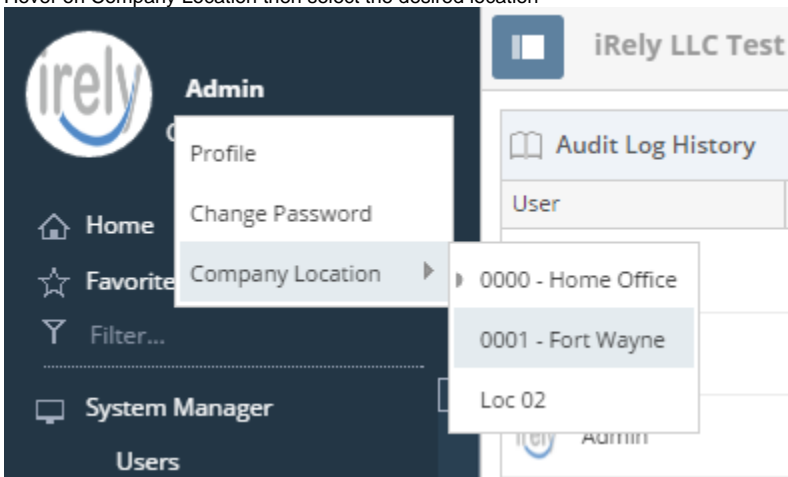 Hover on Company Location then select the desired location
irely
Admin
iRely LLC Test
Profile
Audit Log History
Change Password
User
Home
Company Location
0000 - Home Office
Favorite
Filter...
0001 - Fort Wayne
System Manager
Loc 02
irely Admin
Users